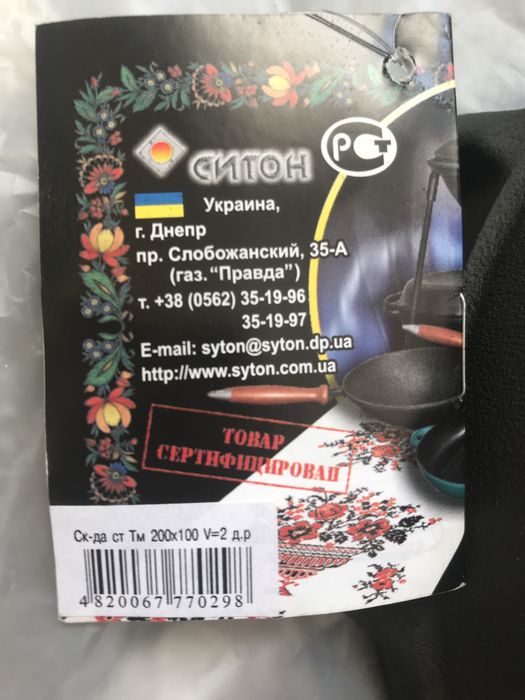 СИТОН
РСТ
Украина,
г. Днепр
пр. Слобожанский, 35-А
(газ. “Правда”)
т. +38 (0562) 35-19-96
35-19-97
E-mail: syton@syton.dp.ua
http://www.syton.com.ua
ТОВАР
СЕРТИФИЦИРОВАН
Ск-да ст Тм 200x100 V=2 д.р
4 820067 770298